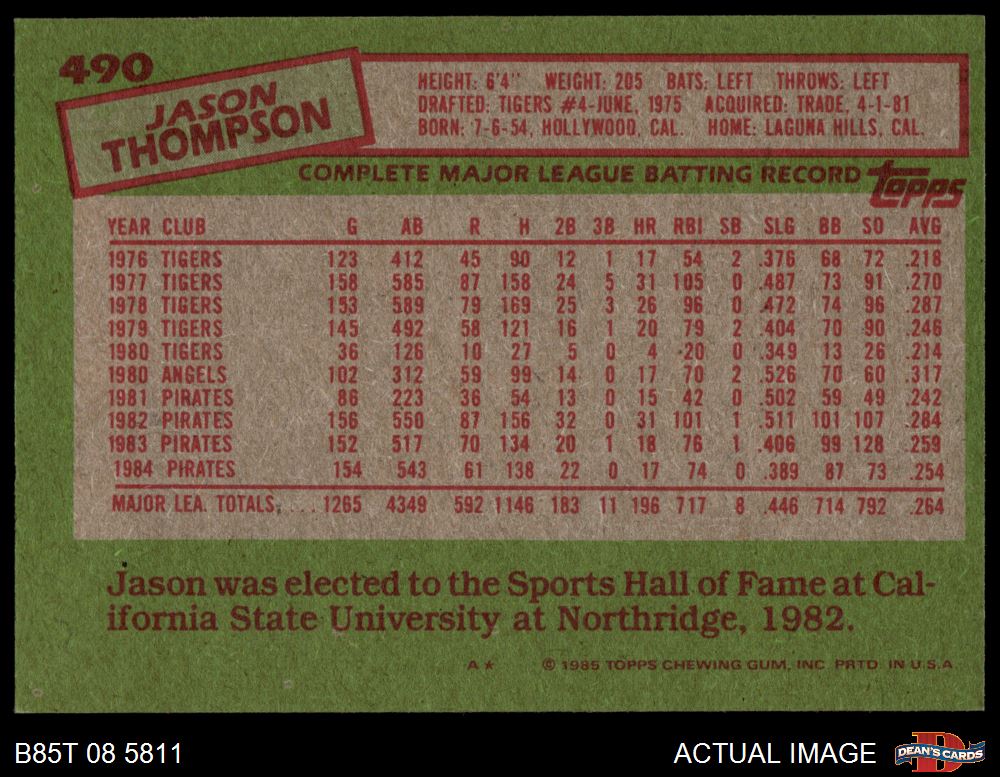 490
JASON
THOMPSON
HEIGHT: 6'4" WEIGHT: 205 BATS: LEFT THROWS: LEFT
DRAFTED: TIGERS #4-JUNE, 1975 ACQUIRED: TRADE, 4-1-81
BORN: 7-6-54, HOLLYWOOD, CAL. HOME: LAGUNA HILLS, CAL.
COMPLETE MAJOR LEAGUE BATTING RECORD topps
YEAR CLUB G AB R H 2B 3B HR RBI SB SLG BB SO AVG
1976 TIGERS 123 412 45 90 12 1 17 54 2 .376 68 72 .218
1977 TIGERS 158 585 87 158 24 5 31 105 0 .487 73 91 .270
1978 TIGERS 153 589 79 169 25 3 26 96 0 .472 74 96 .287
1979 TIGERS 145 492 58 121 16 1 20 79 2 .404 70 90 .246
1980 TIGERS 36 126 10 27 5 0 4 20 0 .349 13 26 .214
1980 ANGELS 102 312 59 99 14 0 17 70 2 .526 70 60 .317
1981 PIRATES 86 223 36 54 13 0 15 42 0 .502 59 49 .242
1982 PIRATES 156 550 87 156 32 0 31 101 1 .511 101 107 .284
1983 PIRATES 152 517 70 134 20 1 18 76 1 .406 99 128 .259
1984 PIRATES 154 543 61 138 22 0 17 74 0 .389 87 73 .254
MAJOR LEA. TOTALS. . . . 1265 4349 592 1146 183 11 196 717 8 .446 714 792 .264
Jason was elected to the Sports Hall of Fame at Cal-
ifornia State University at Northridge, 1982.
A★ © 1985 TOPPS CHEWING GUM, INC. PRTD. IN U.S.A.
B85T 08 5811 ACTUAL IMAGE DEAN'S CARDS